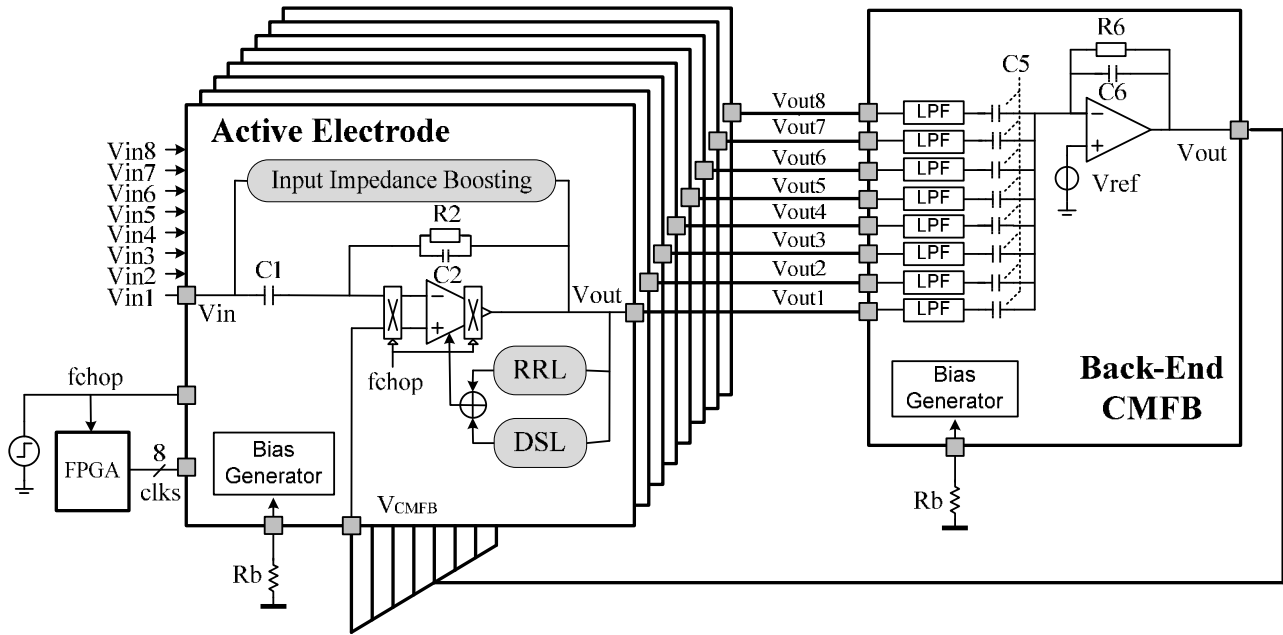 Active Electrode
Vin8
Vin7
Vin6
Vin5
Vin4
Vin3
Vin2
Vin1
Input Impedance Boosting
R2
C2
C1
Vin
Vout
−
+
fchop
RRL
DSL
fchop
FPGA
8
clks
Bias
Generator
VCMFB
Rb
Vout8
Vout7
Vout6
Vout5
Vout4
Vout3
Vout2
Vout1
LPF
LPF
LPF
LPF
LPF
LPF
LPF
LPF
C5
R6
C6
−
+
Vref
Vout
Bias
Generator
Back-End
CMFB
Rb